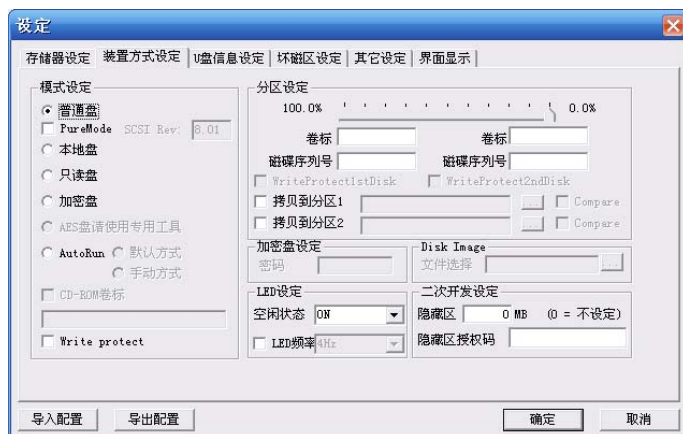 设定
存储器设定 装置方式设定 U盘信息设定 坏磁区设定 其它设定 界面显示
模式设定
普通盘
PureMode SCSI Rev: 8.01
本地盘
只读盘
加密盘
AES盘请使用专用工具
AutoRun 默认方式
手动方式
CD-ROM卷标
Write protect
分区设定
100.0% 0.0%
卷标 卷标
磁碟序列号 磁碟序列号
WriteProtect1stDisk WriteProtect2ndDisk
拷贝到分区1 ... Compare
拷贝到分区2 ... Compare
加密盘设定
密码
Disk Image
文件选择 ...
LED设定
空闲状态 ON
LED频率 4Hz
二次开发设定
隐藏区 0 MB (0 = 不设定)
隐藏区授权码
导入配置 导出配置 确定 取消